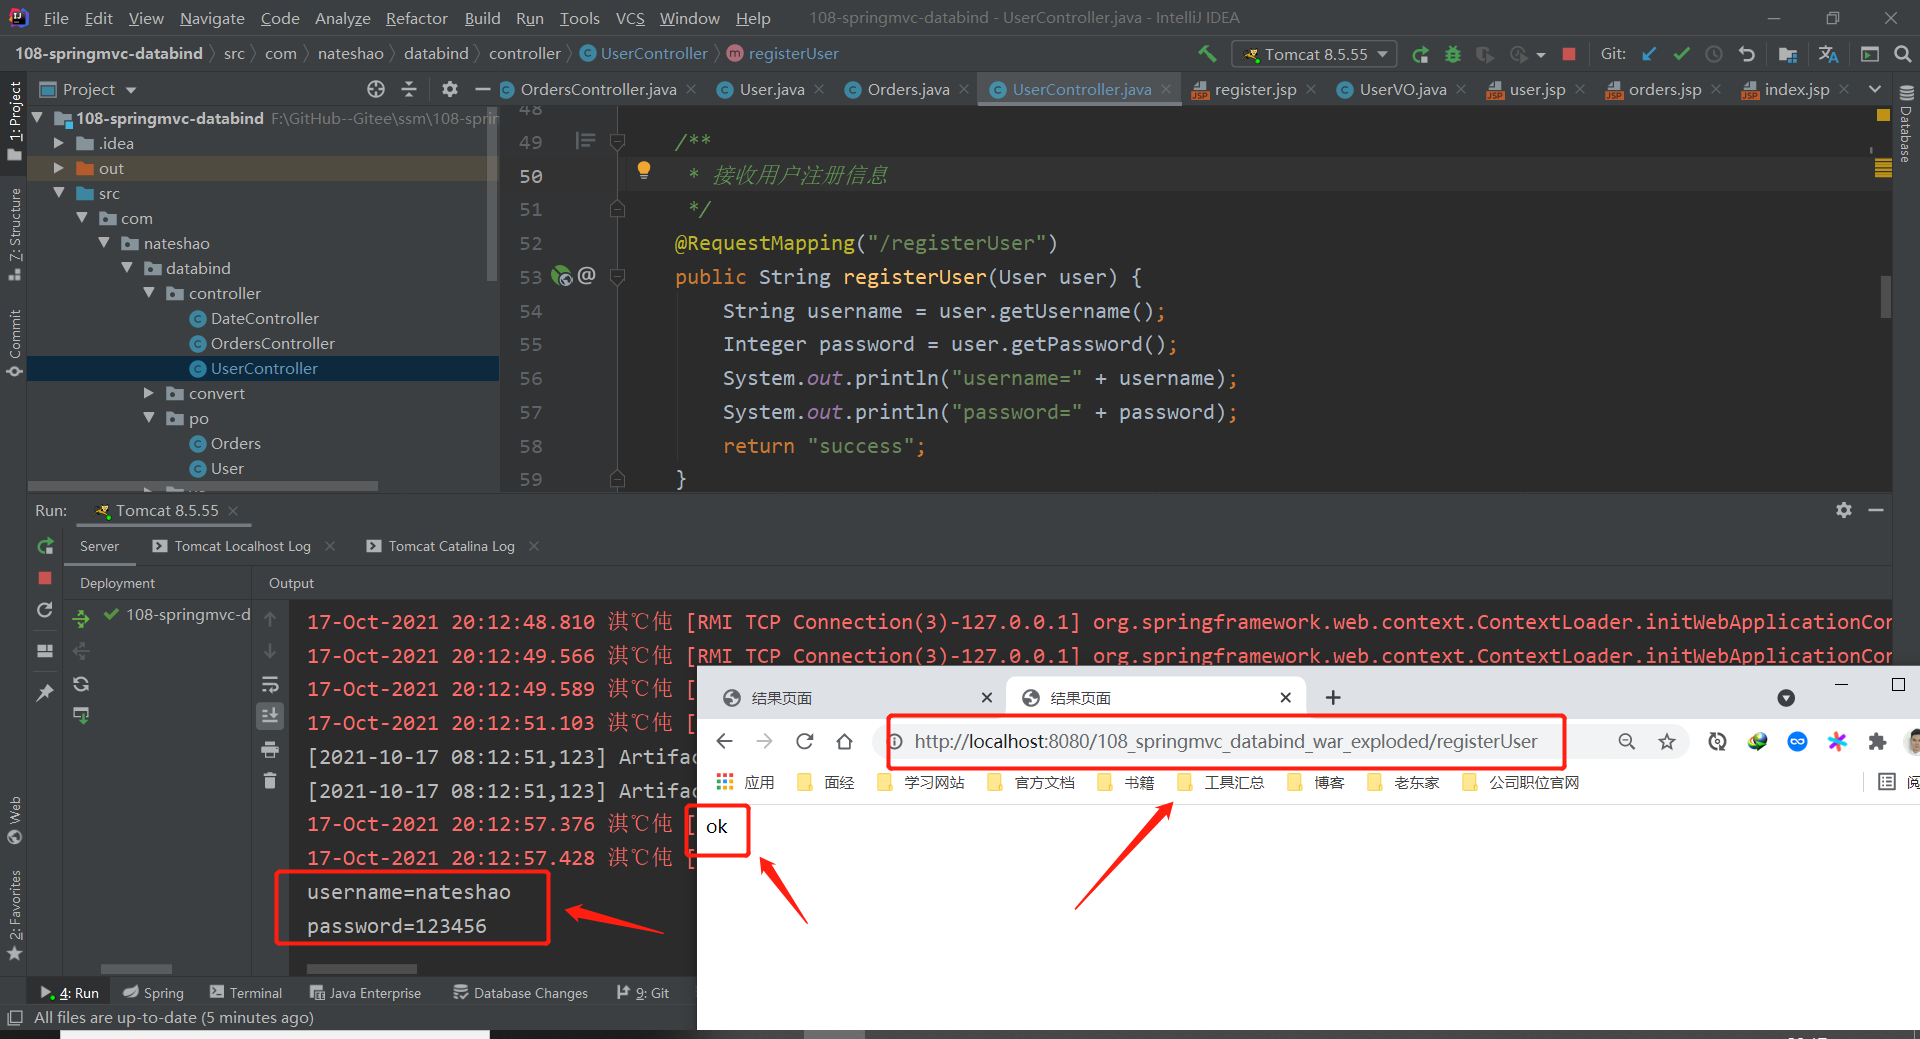 File Edit View Navigate Code Analyze Refactor Build Run Tools VCS Window Help 108-springmvc-databind - UserController.java - IntelliJ IDEA
108-springmvc-databind src com nateshao databind controller UserController registerUser Tomcat 8.5.55 Git:
Project OrdersController.java User.java Orders.java UserController.java register.jsp UserVO.java user.jsp orders.jsp index.jsp
1: Project
7: Structure
Commit
Web
2: Favorites
Database
108-springmvc-databind F:\GitHub--Gitee\ssm\108-sprin
.idea
out
src
com
nateshao
databind
controller
DateController
OrdersController
UserController
convert
po
Orders
User
48
49 /**
50 * 接收用户注册信息
51 */
52 @RequestMapping("/registerUser")
53 public String registerUser(User user) {
54 String username = user.getUsername();
55 Integer password = user.getPassword();
56 System.out.println("username=" + username);
57 System.out.println("password=" + password);
58 return "success";
59 }
Run: Tomcat 8.5.55
Server Tomcat Localhost Log Tomcat Catalina Log
Deployment Output
108-springmvc-d
17-Oct-2021 20:12:48.810 淇℃伅 [RMI TCP Connection(3)-127.0.0.1] org.springframework.web.context.ContextLoader.initWebApplicationCon
17-Oct-2021 20:12:49.566 淇℃伅 [RMI TCP Connection(3)-127.0.0.1] org.springframework.web.context.ContextLoader.initWebApplicationCon
17-Oct-2021 20:12:49.589 淇℃伅 [
17-Oct-2021 20:12:51.103 淇℃伅 [
[2021-10-17 08:12:51,123] Artifac
[2021-10-17 08:12:51,123] Artifac
17-Oct-2021 20:12:57.376 淇℃伅 [
17-Oct-2021 20:12:57.428 淇℃伅 [
username=nateshao
password=123456
结果页面 结果页面
http://localhost:8080/108_springmvc_databind_war_exploded/registerUser
应用 面经 学习网站 官方文档 书籍 工具汇总 博客 老东家 公司职位官网 阅
ok
4: Run Spring Terminal Java Enterprise Database Changes 9: Git
All files are up-to-date (5 minutes ago)